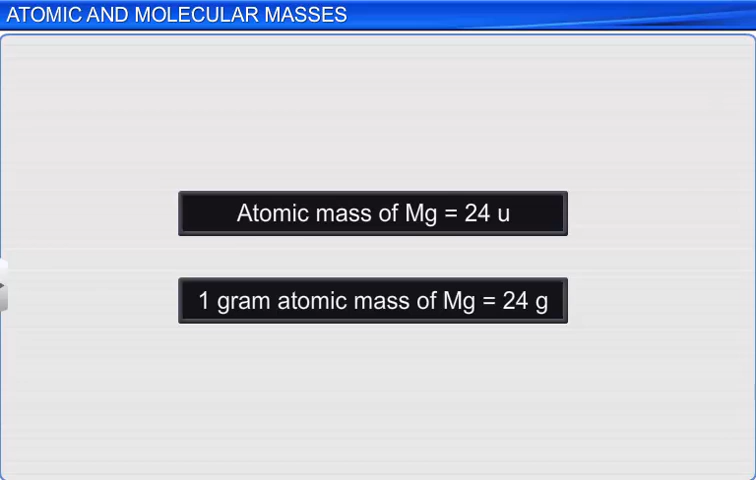 ATOMIC AND MOLECULAR MASSES
Atomic mass of Mg = 24 u
1 gram atomic mass of Mg = 24 g